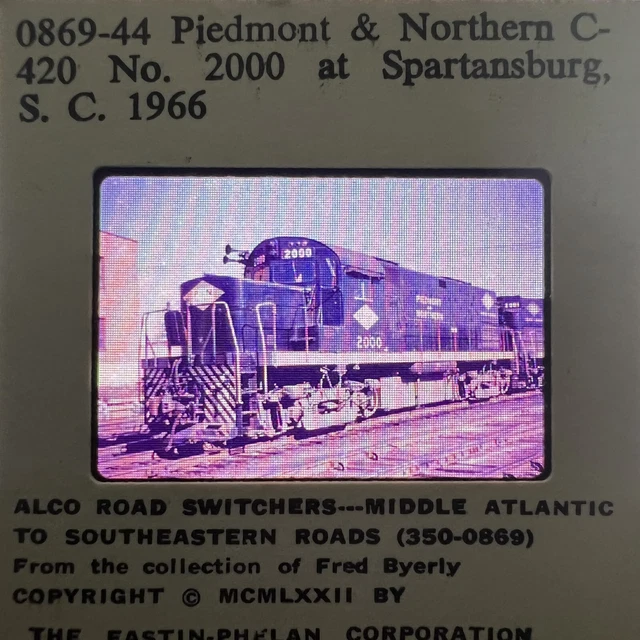 0869-44 Piedmont & Northern C-
420 No. 2000 at Spartansburg,
S. C. 1966
2000
2000
ALCO ROAD SWITCHERS---MIDDLE ATLANTIC
TO SOUTHEASTERN ROADS (350-0869)
From the collection of Fred Byerly
COPYRIGHT © MCMLXXII BY
THE EASTIN-PHELAN CORPORATION